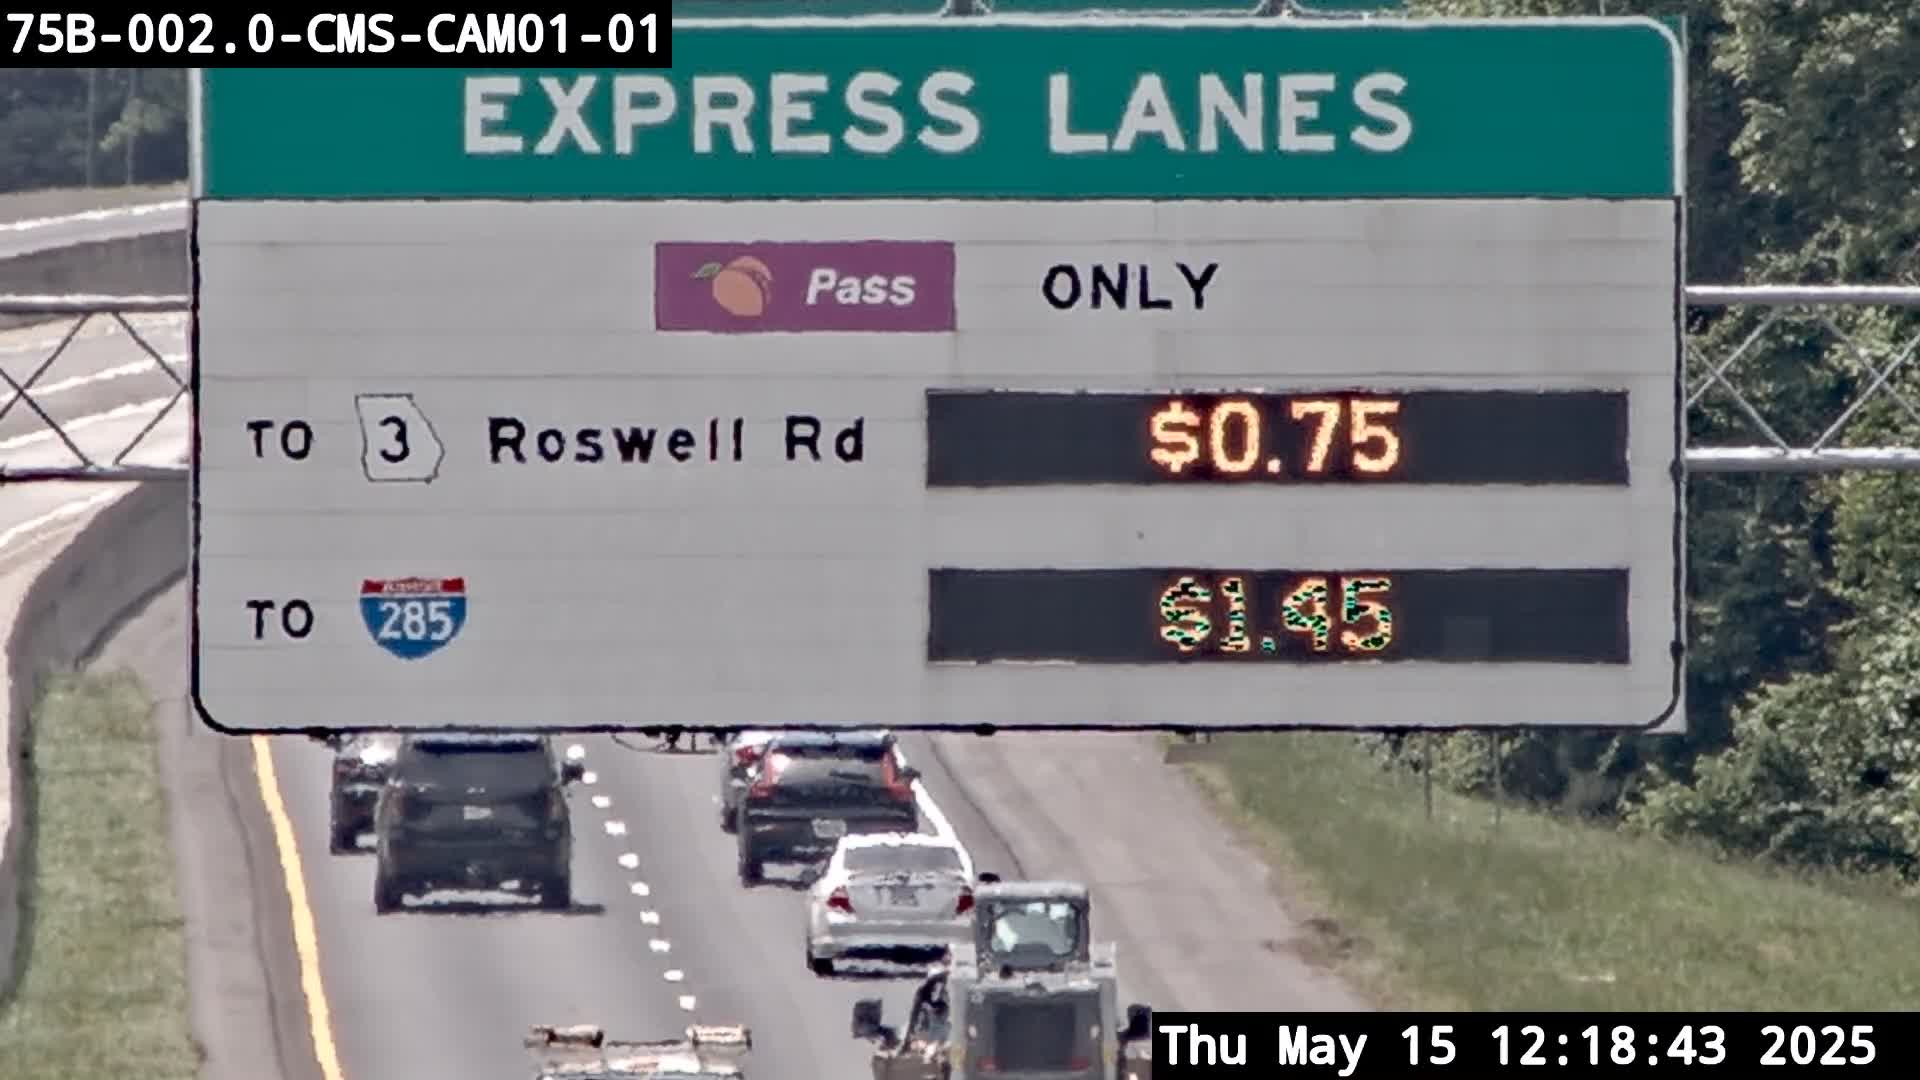 75B-002.0-CMS-CAM01-01
EXPRESS LANES
Pass ONLY
TO 3 Roswell Rd $0.75
TO INTERSTATE 285 $1.45
Thu May 15 12:18:43 2025